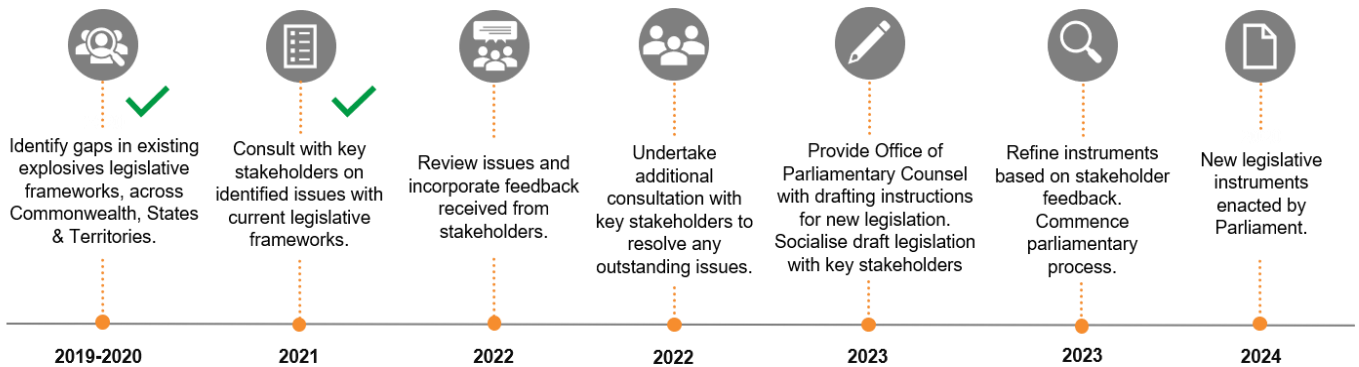 Identify gaps in existing
explosives legislative
frameworks, across
Commonwealth, States
& Territories.
2019-2020
Consult with key
stakeholders on
identified issues with
current legislative
frameworks.
2021
Review issues and
incorporate feedback
received from
stakeholders.
2022
Undertake
additional
consultation with
key stakeholders to
resolve any
outstanding issues.
2022
Provide Office of
Parliamentary Counsel
with drafting instructions
for new legislation.
Socialise draft legislation
with key stakeholders
2023
Refine instruments
based on stakeholder
feedback.
Commence
parliamentary
process.
2023
New legislative
instruments
enacted by
Parliament.
2024